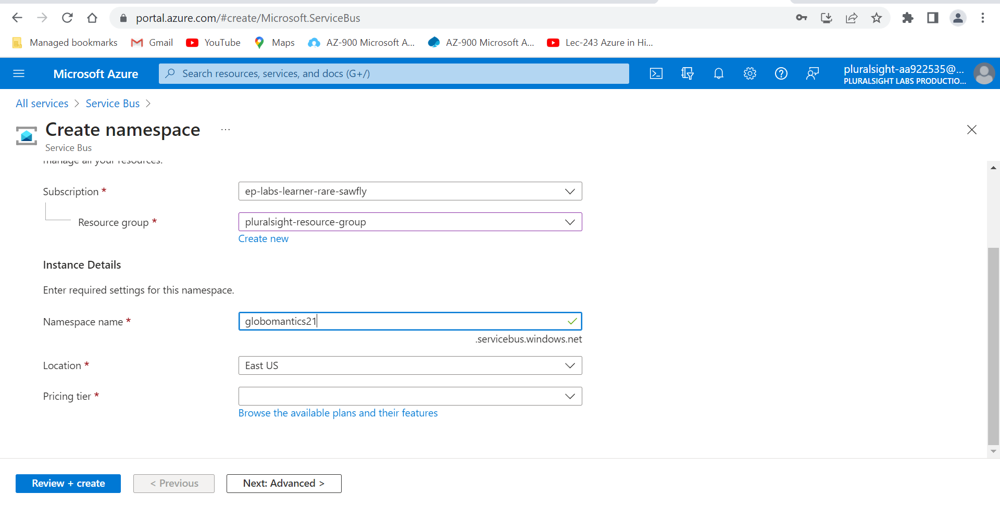 portal.azure.com/#create/Microsoft.ServiceBus
Managed bookmarks Gmail YouTube Maps AZ-900 Microsoft A... AZ-900 Microsoft A... Lec-243 Azure in Hi...
Microsoft Azure Search resources, services, and docs (G+/) pluralsight-aa922535@...
PLURALSIGHT LABS PRODUCTIO...
All services > Service Bus >
Create namespace ...
Service Bus
manage all your resources.
Subscription * ep-labs-learner-rare-sawfly
Resource group * pluralsight-resource-group
Create new
Instance Details
Enter required settings for this namespace.
Namespace name * globomantics21
.servicebus.windows.net
Location * East US
Pricing tier *
Browse the available plans and their features
Review + create < Previous Next: Advanced >